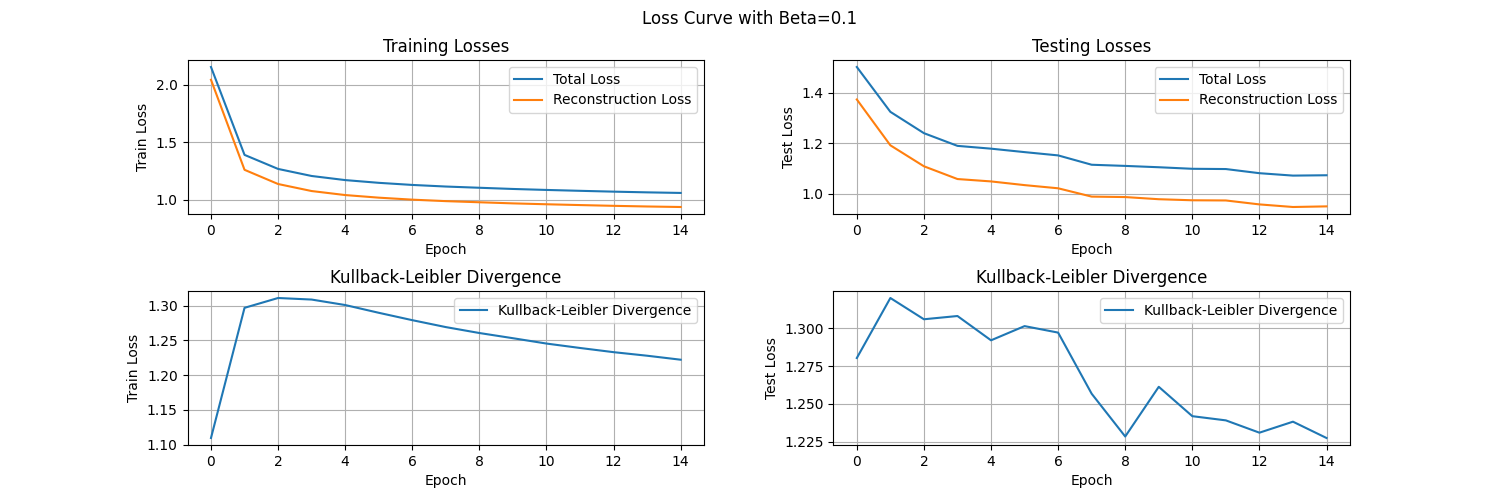 Loss Curve with Beta=0.1
Training Losses
Total Loss
Reconstruction Loss
2.0
1.5
1.0
Train Loss
0 2 4 6 8 10 12 14
Epoch
Testing Losses
Total Loss
Reconstruction Loss
1.4
1.2
1.0
Test Loss
0 2 4 6 8 10 12 14
Epoch
Kullback-Leibler Divergence
Kullback-Leibler Divergence
1.30
1.25
1.20
1.15
1.10
Train Loss
0 2 4 6 8 10 12 14
Epoch
Kullback-Leibler Divergence
Kullback-Leibler Divergence
1.300
1.275
1.250
1.225
Test Loss
0 2 4 6 8 10 12 14
Epoch